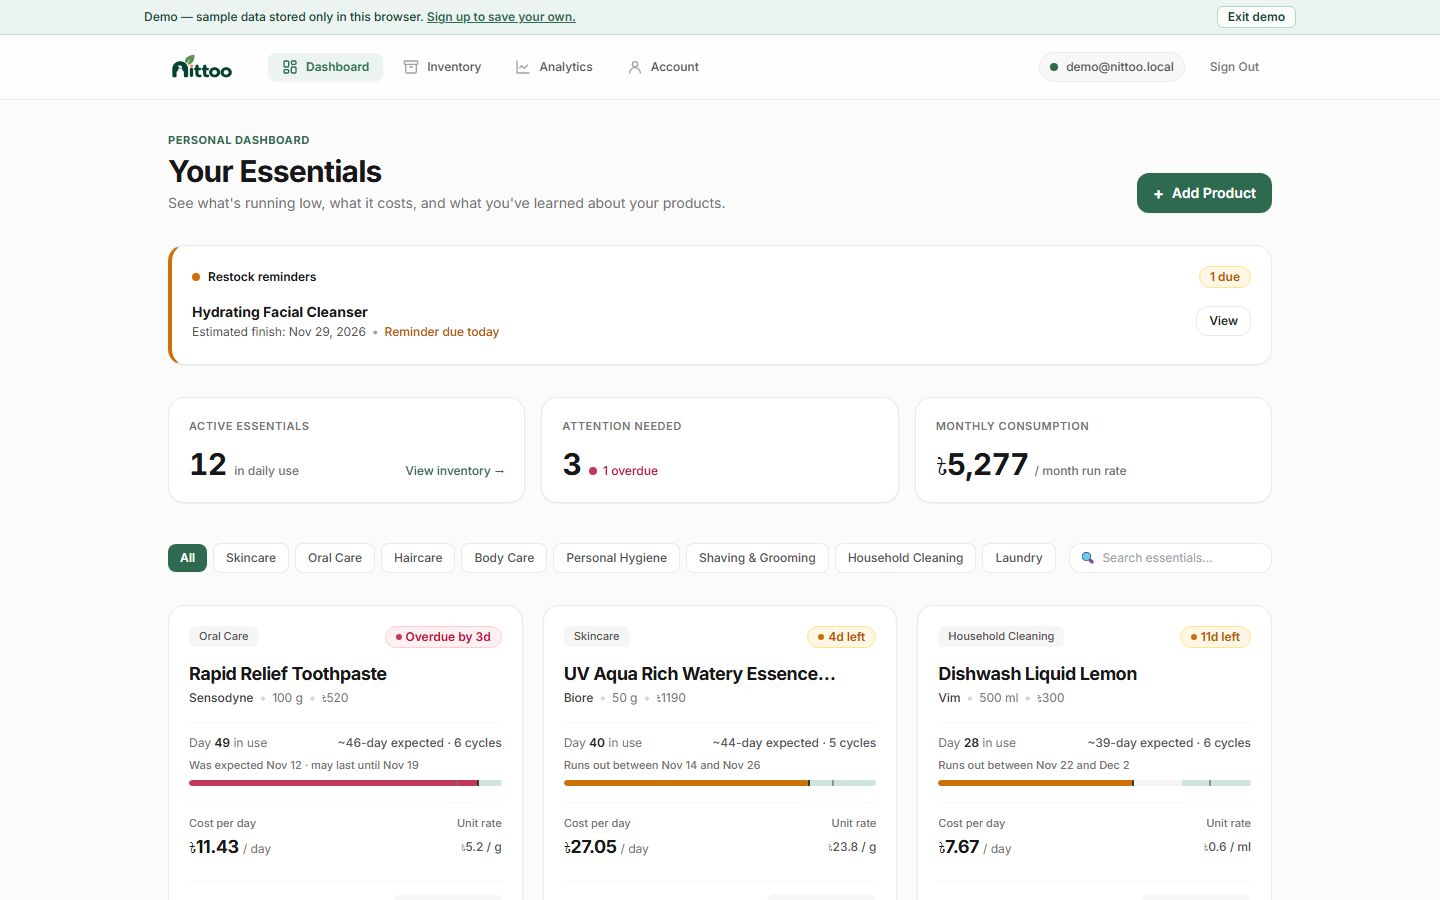 Demo — sample data stored only in this browser. Sign up to save your own.
Exit demo
Nittoo
Dashboard
Inventory
Analytics
Account
demo@nittoo.local
Sign Out
PERSONAL DASHBOARD
Your Essentials
See what's running low, what it costs, and what you've learned about your products.
+ Add Product
Restock reminders
1 due
Hydrating Facial Cleanser
Estimated finish: Nov 29, 2026 • Reminder due today
View
ACTIVE ESSENTIALS
12 in daily use
View inventory →
ATTENTION NEEDED
3 1 overdue
MONTHLY CONSUMPTION
৳5,277 / month run rate
All
Skincare
Oral Care
Haircare
Body Care
Personal Hygiene
Shaving & Grooming
Household Cleaning
Laundry
Search essentials...
Oral Care
Overdue by 3d
Rapid Relief Toothpaste
Sensodyne • 100 g • ৳520
Day 49 in use
~46-day expected · 6 cycles
Was expected Nov 12 · may last until Nov 19
Cost per day
Unit rate
৳11.43 / day
৳5.2 / g
Skincare
4d left
UV Aqua Rich Watery Essence...
Biore • 50 g • ৳1190
Day 40 in use
~44-day expected · 5 cycles
Runs out between Nov 14 and Nov 26
Cost per day
Unit rate
৳27.05 / day
৳23.8 / g
Household Cleaning
11d left
Dishwash Liquid Lemon
Vim • 500 ml • ৳300
Day 28 in use
~39-day expected · 6 cycles
Runs out between Nov 22 and Dec 2
Cost per day
Unit rate
৳7.67 / day
৳0.6 / ml